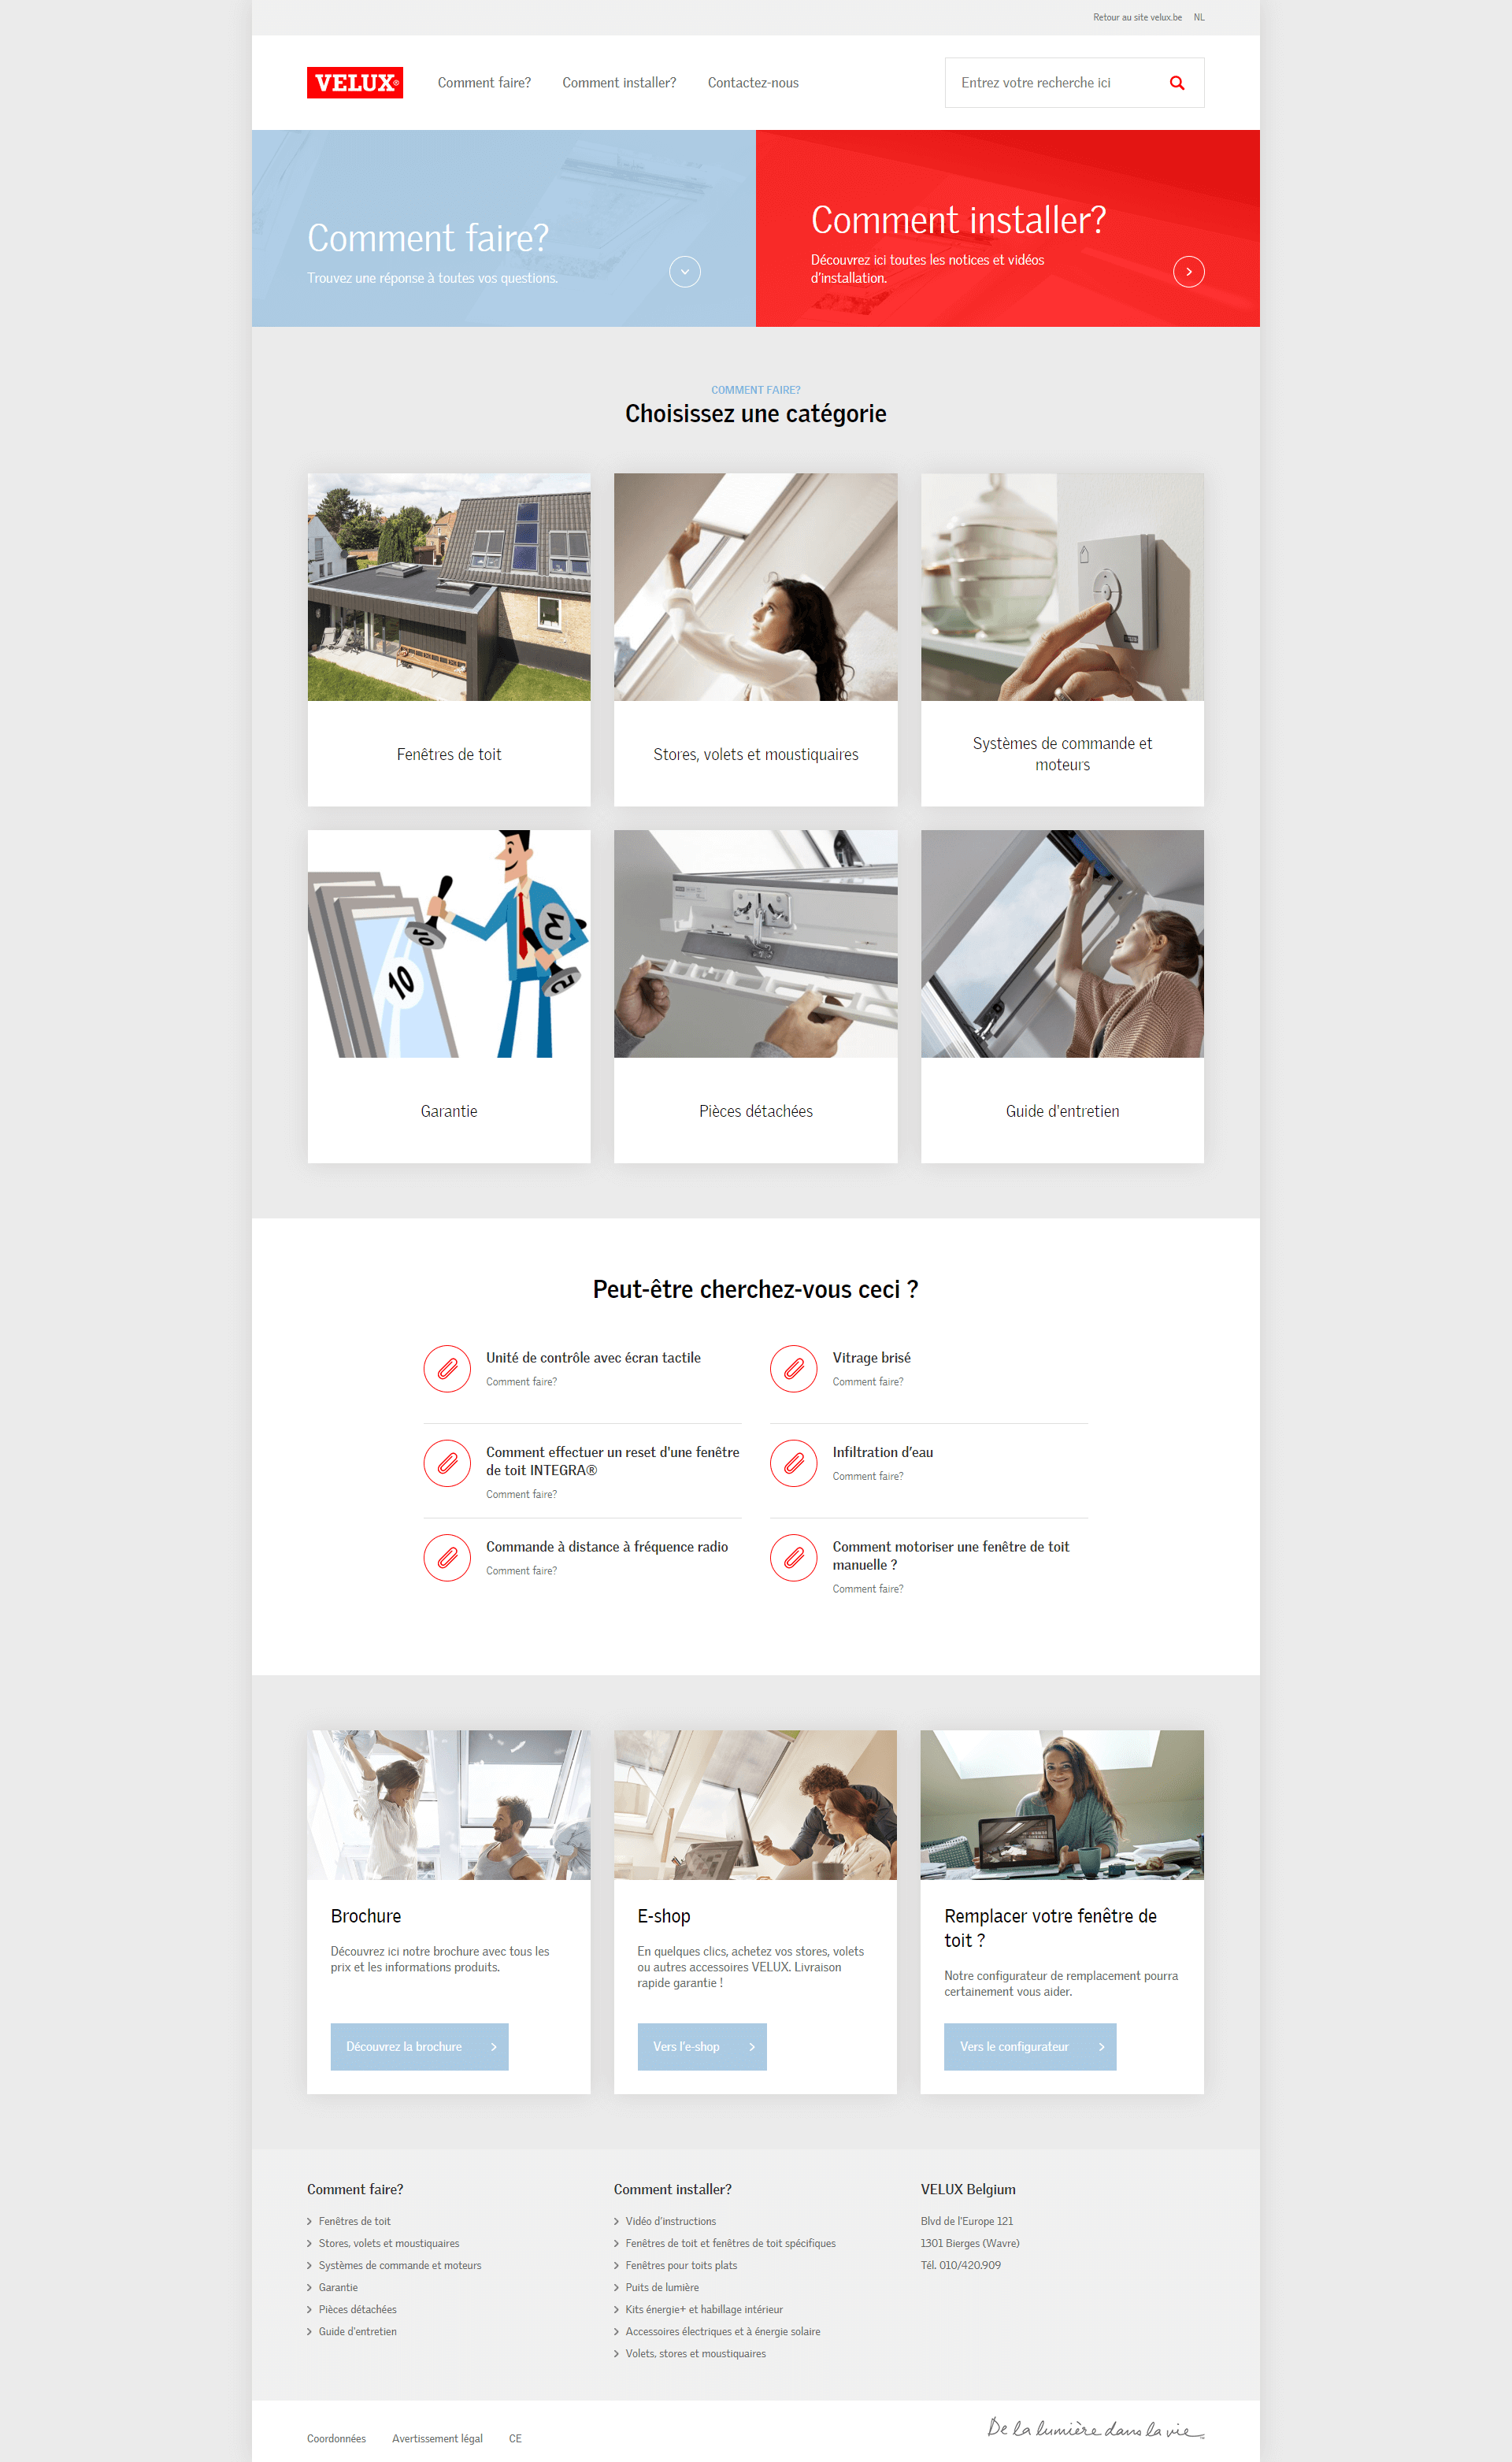 Retour au site velux.be NL
VELUX®
Comment faire? Comment installer? Contactez-nous
Entrez votre recherche ici
Comment faire?
Trouvez une réponse à toutes vos questions.
Comment installer?
Découvrez ici toutes les notices et vidéos
d'installation.
COMMENT FAIRE?
Choisissez une catégorie
Fenêtres de toit
Stores, volets et moustiquaires
Systèmes de commande et
moteurs
10
10
3
2
Garantie
Pièces détachées
Guide d'entretien
Peut-être cherchez-vous ceci ?
Unité de contrôle avec écran tactile
Comment faire?
Vitrage brisé
Comment faire?
Comment effectuer un reset d'une fenêtre
de toit INTEGRA®
Comment faire?
Infiltration d'eau
Comment faire?
Commande à distance à fréquence radio
Comment faire?
Comment motoriser une fenêtre de toit
manuelle ?
Comment faire?
Brochure
Découvrez ici notre brochure avec tous les
prix et les informations produits.
Découvrez la brochure
E-shop
En quelques clics, achetez vos stores, volets
ou autres accessoires VELUX. Livraison
rapide garantie !
Vers l'e-shop
Remplacer votre fenêtre de
toit ?
Notre configurateur de remplacement pourra
certainement vous aider.
Vers le configurateur
Comment faire?
Fenêtres de toit
Stores, volets et moustiquaires
Systèmes de commande et moteurs
Garantie
Pièces détachées
Guide d'entretien
Comment installer?
Vidéo d'instructions
Fenêtres de toit et fenêtres de toit spécifiques
Fenêtres pour toits plats
Puits de lumière
Kits énergie+ et habillage intérieur
Accessoires électriques et à énergie solaire
Volets, stores et moustiquaires
VELUX Belgium
Blvd de l'Europe 121
1301 Bierges (Wavre)
Tél. 010/420.909
De la lumière dans la vie
Coordonnées Avertissement légal CE